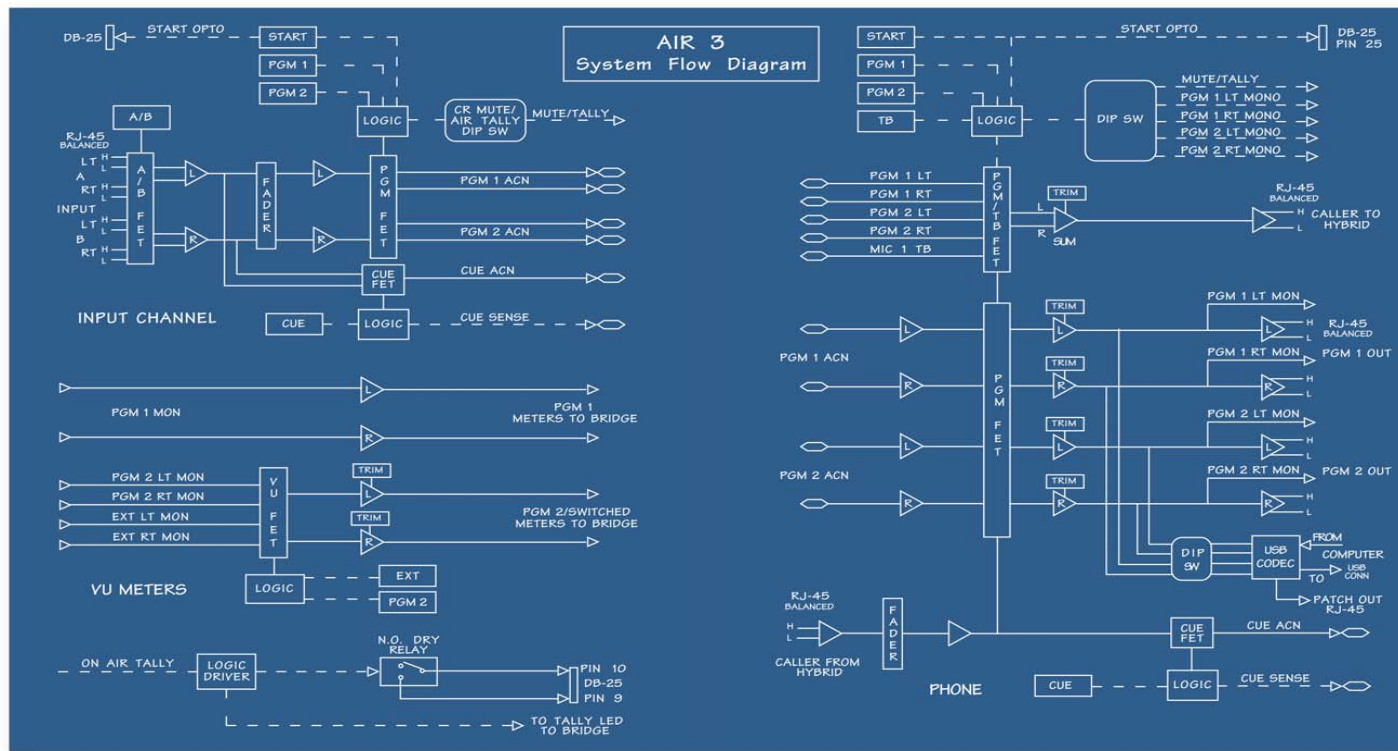 AIR 3
System Flow Diagram
DB-25
START OPTO
START
PGM 1
PGM 2
A/B
LOGIC
CR MUTE/
AIR TALLY
DIP SW
MUTE/TALLY
RJ-45
BALANCED
LT
H
L
A
RT
H
L
INPUT
LT
H
L
B
RT
H
L
A/B FET
L
R
FADER
L
R
PGM FET
PGM 1 ACN
PGM 2 ACN
CUE
FET
CUE ACN
INPUT CHANNEL
CUE
LOGIC
CUE SENSE
PGM 1 MON
L
R
PGM 1
METERS TO BRIDGE
PGM 2 LT MON
PGM 2 RT MON
EXT LT MON
EXT RT MON
VU FET
TRIM
L
TRIM
R
PGM 2/SWITCHED
METERS TO BRIDGE
VU METERS
LOGIC
EXT
PGM 2
ON AIR TALLY
LOGIC
DRIVER
N.O. DRY
RELAY
PIN 10
DB-25
PIN 9
TO TALLY LED
TO BRIDGE
START
PGM 1
PGM 2
TB
LOGIC
START OPTO
DB-25
PIN 25
DIP SW
MUTE/TALLY
PGM 1 LT MONO
PGM 1 RT MONO
PGM 2 LT MONO
PGM 2 RT MONO
PGM 1 LT
PGM 1 RT
PGM 2 LT
PGM 2 RT
MIC 1 TB
PGM/TB FET
L
R
TRIM
SUM
RJ-45
BALANCED
H
L
CALLER TO
HYBRID
PGM 1 ACN
L
R
PGM 2 ACN
L
R
PGM FET
TRIM
L
TRIM
R
TRIM
L
TRIM
R
PGM 1 LT MON
L
H
L
RJ-45
BALANCED
PGM 1 RT MON
PGM 1 OUT
R
H
L
PGM 2 LT MON
L
H
L
PGM 2 RT MON
PGM 2 OUT
R
H
L
DIP
SW
USB
CODEC
FROM
COMPUTER
TO
USB
CONN
PATCH OUT
RJ-45
RJ-45
BALANCED
H
L
CALLER FROM
HYBRID
FADER
CUE
FET
CUE ACN
PHONE
CUE
LOGIC
CUE SENSE